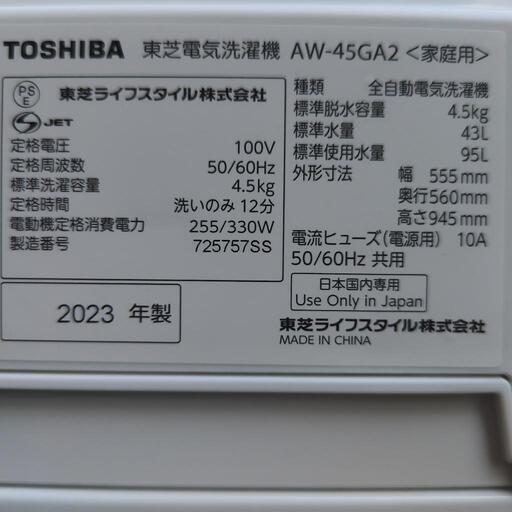 TOSHIBA 東芝電気洗濯機 AW-45GA2 <家庭用>
PS
E
東芝ライフスタイル株式会社
S JET
定格電圧 100V
定格周波数 50/60Hz
標準洗濯容量 4.5kg
定格時間 洗いのみ 12分
電動機定格消費電力 255/330W
製造番号 725757SS
2023 年製
種類 全自動電気洗濯機
標準脱水容量 4.5kg
標準水量 43L
標準使用水量 95L
外形寸法 幅 555mm
奥行560mm
高さ945mm
電流ヒューズ(電源用) 10A
50/60Hz 共用
日本国内専用
Use Only in Japan
東芝ライフスタイル株式会社
MADE IN CHINA